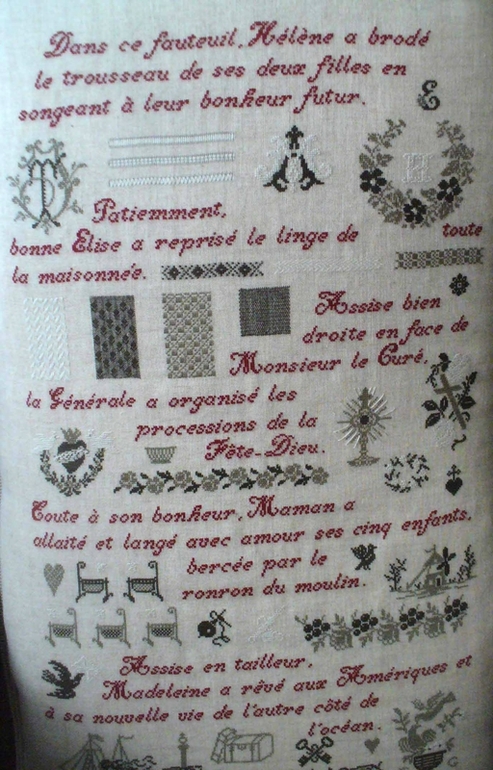 Dans ce fauteuil, Hélène a brodé
le trousseau de ses deux filles en
songeant à leur bonheur futur.
E
A
H
Patiemment,
bonne Elise a reprisé le linge de toute
la maisonnée.
Assise bien
droite en face de
Monsieur le Curé,
la Générale a organisé les
processions de la
Fête-Dieu.
Toute à son bonheur, Maman a
allaité et langé avec amour ses cinq enfants,
bercée par le
ronron du moulin.
Assise en tailleur,
Madeleine a rêvé aux Amériques et
à sa nouvelle vie de l'autre côté de
l'océan.
G